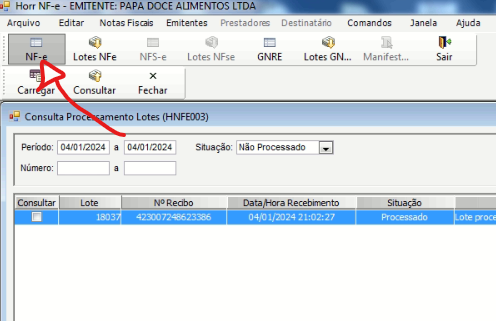 Horr NF-e - EMITENTE: PAPA DOCE ALIMENTOS LTDA
Arquivo Editar Notas Fiscais Emitentes Prestadores Destinatário Comandos Janela Ajuda
NF-e Lotes NFe NFS-e Lotes NFse GNRE Lotes GN... Manifest... Sair
Carregar Consultar Fechar
Consulta Processamento Lotes (HNFE003)
Período: 04/01/2024 a 04/01/2024 Situação: Não Processado
Número: a
Consultar Lote Nº Recibo Data/Hora Recebimento Situação
18037 423007248623386 04/01/2024 21:02:27 Processado Lote proce